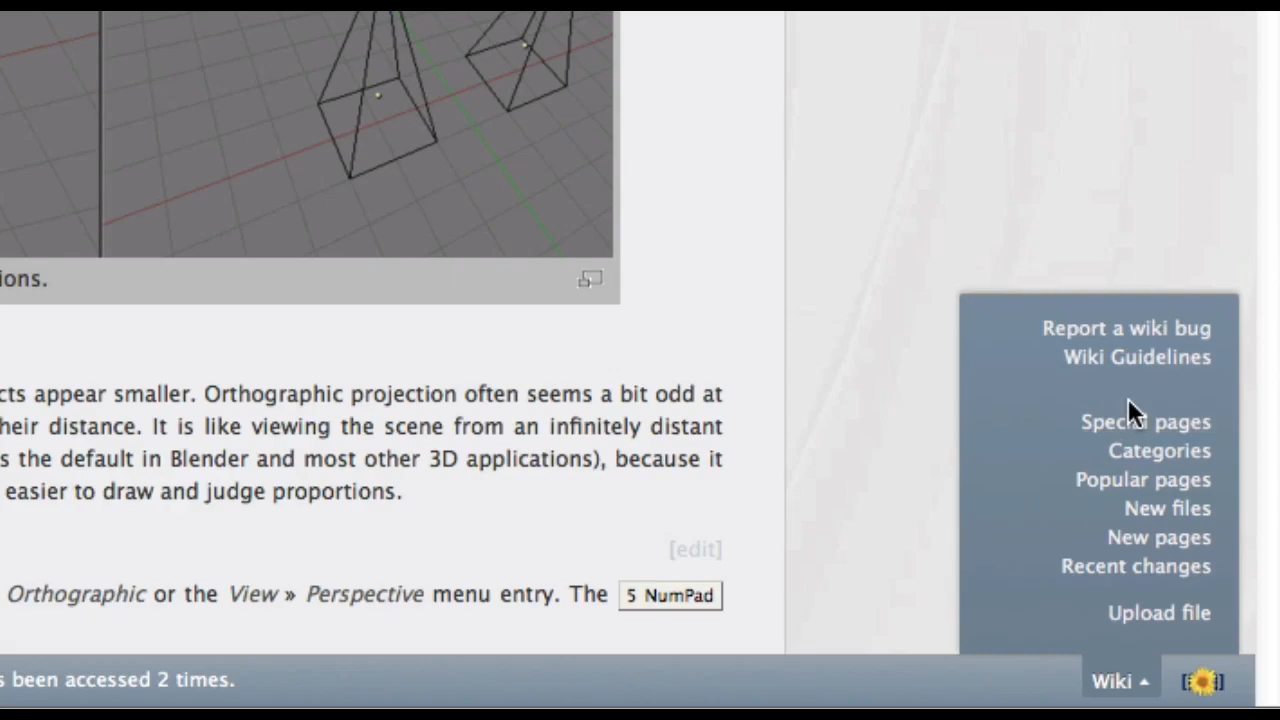 ions.
cts appear smaller. Orthographic projection often seems a bit odd at
heir distance. It is like viewing the scene from an infinitely distant
s the default in Blender and most other 3D applications), because it
easier to draw and judge proportions.
[edit]
Orthographic or the View » Perspective menu entry. The 5 NumPad
Report a wiki bug
Wiki Guidelines
Special pages
Categories
Popular pages
New files
New pages
Recent changes
Upload file
s been accessed 2 times.
Wiki